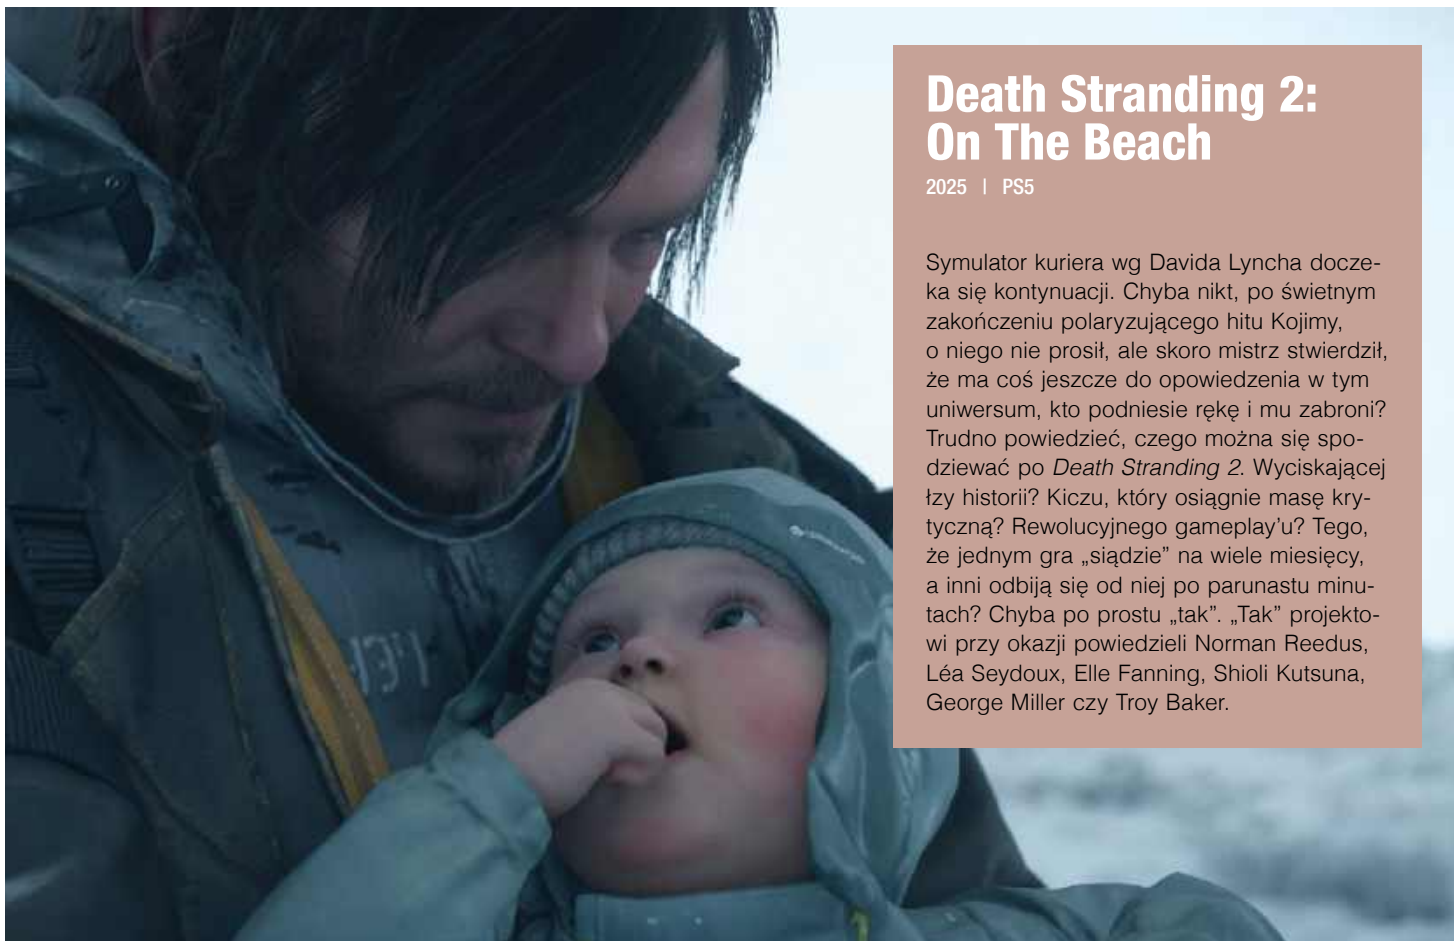 Death Stranding 2:
On The Beach
2025 | PS5
Symulator kuriera wg Davida Lyncha docze-
ka się kontynuacji. Chyba nikt, po świetnym
zakończeniu polaryzującego hitu Kojimy,
o niego nie prosił, ale skoro mistrz stwierdził,
że ma coś jeszcze do opowiedzenia w tym
uniwersum, kto podniesie rękę i mu zabroni?
Trudno powiedzieć, czego można się spo-
dziewać po Death Stranding 2. Wyciskającej
łzy historii? Kiczu, który osiągnie masę kry-
tyczną? Rewolucyjnego gameplay'u? Tego,
że jednym gra „siądzie” na wiele miesięcy,
a inni odbiją się od niej po parunastu minu-
tach? Chyba po prostu „tak”. „Tak” projekto-
wi przy okazji powiedzieli Norman Reedus,
Léa Seydoux, Elle Fanning, Shioli Kutsuna,
George Miller czy Troy Baker.